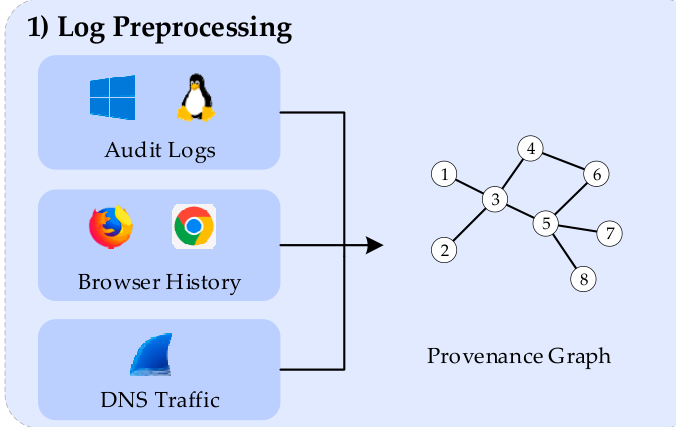 1) Log Preprocessing
Audit Logs
Browser History
DNS Traffic
4
1
6
3
5
7
2
8
Provenance Graph